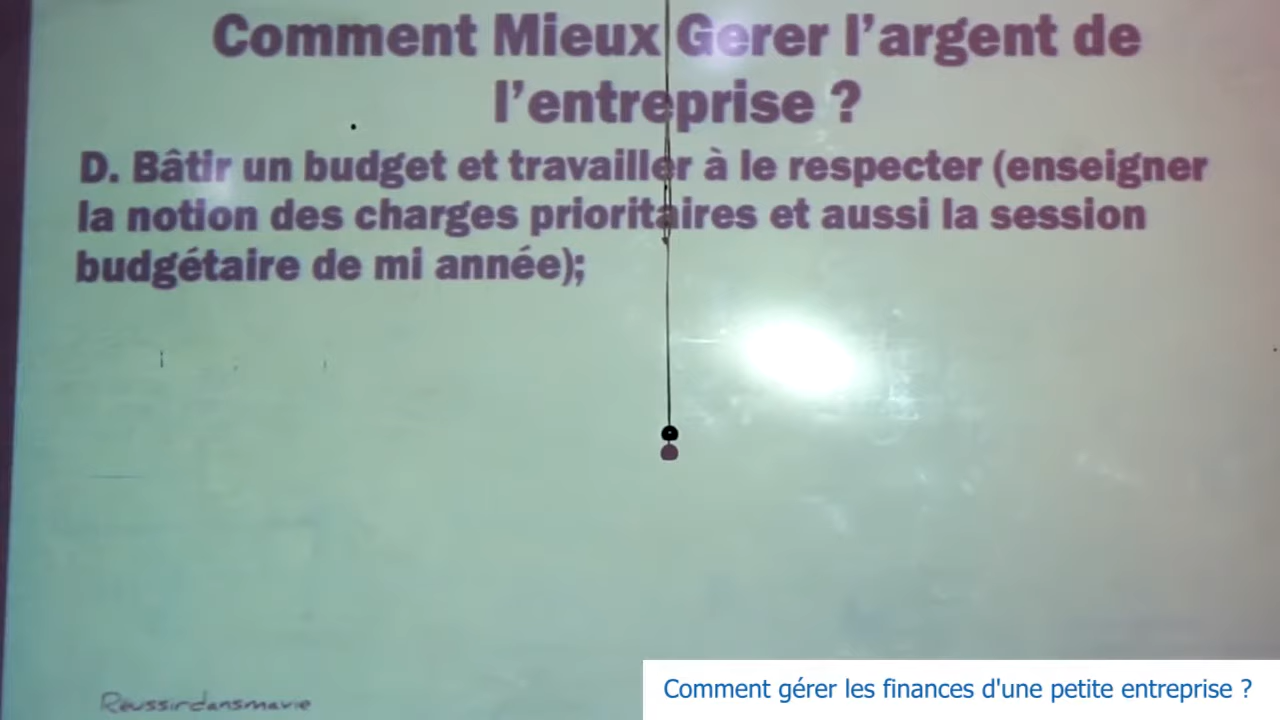 Comment Mieux Gerer l'argent de
l'entreprise ?
D. Bâtir un budget et travailler à le respecter (enseigner
la notion des charges prioritaires et aussi la session
budgétaire de mi année);
Reussirdansmavie
Comment gérer les finances d'une petite entreprise ?